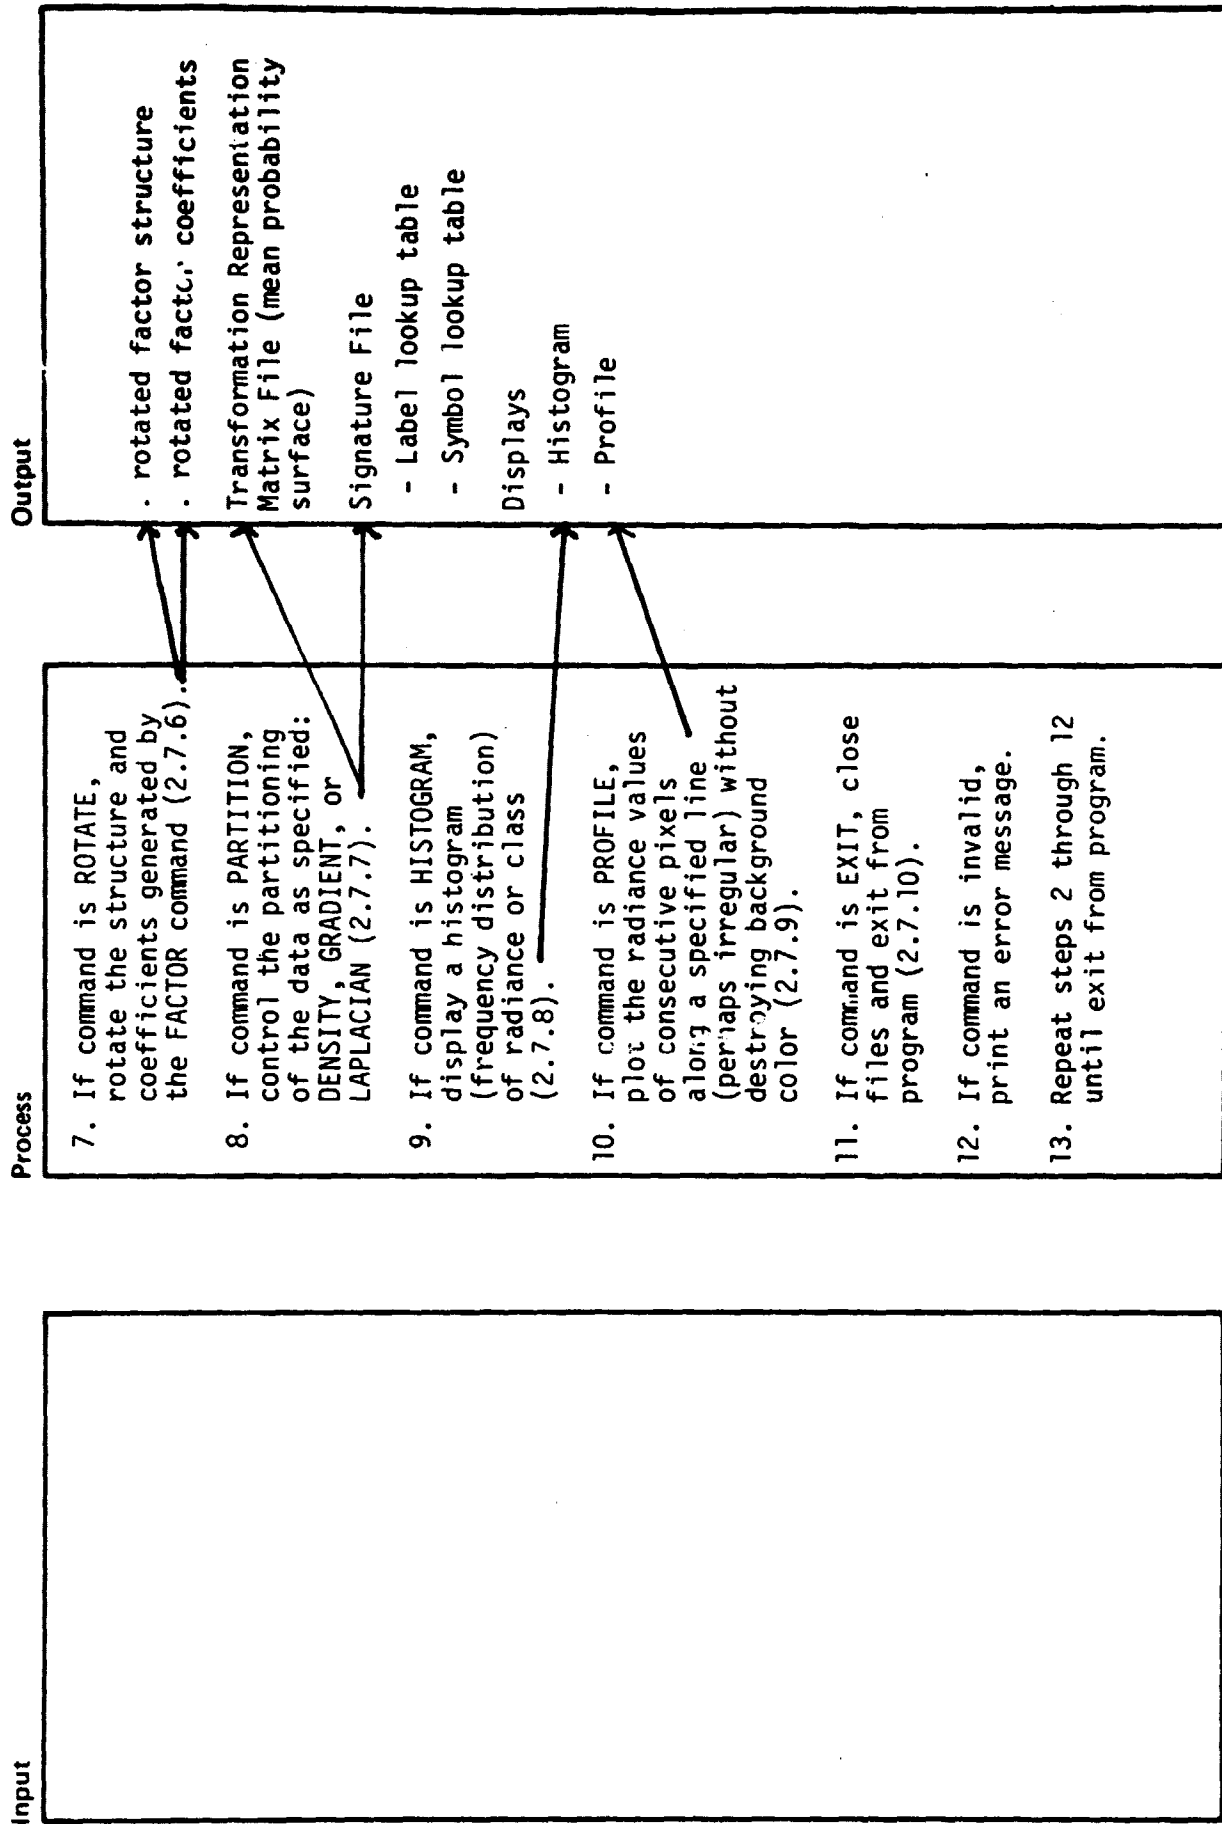 Input
Process
7. If command is ROTATE,
rotate the structure and
coefficients generated by
the FACTOR command (2.7.6).
8. If command is PARTITION,
control the partitioning
of the data as specified:
DENSITY, GRADIENT, or
LAPLACIAN (2.7.7).
9. If command is HISTOGRAM,
display a histogram
(frequency distribution)
of radiance or class
(2.7.8).
10. If command is PROFILE,
plot the radiance values
of consecutive pixels
along a specified line
(perhaps irregular) without
destroying background
color (2.7.9).
11. If command is EXIT, close
files and exit from
program (2.7.10).
12. If command is invalid,
print an error message.
13. Repeat steps 2 through 12
until exit from program.
Output
. rotated factor structure
. rotated factor coefficients
Transformation Representation
Matrix File (mean probability
surface)
Signature File
- Label lookup table
- Symbol lookup table
Displays
- Histogram
- Profile